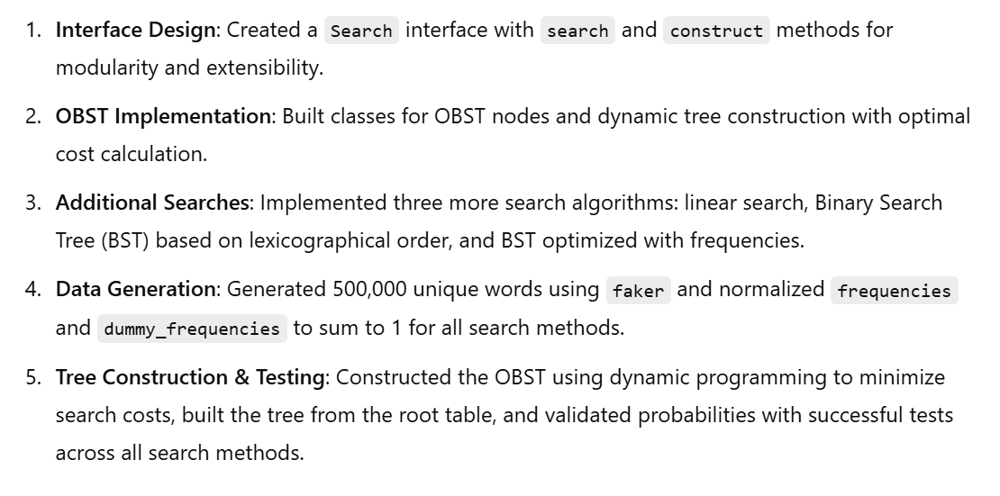 1. Interface Design: Created a Search interface with search and construct methods for
modularity and extensibility.
2. OBST Implementation: Built classes for OBST nodes and dynamic tree construction with optimal
cost calculation.
3. Additional Searches: Implemented three more search algorithms: linear search, Binary Search
Tree (BST) based on lexicographical order, and BST optimized with frequencies.
4. Data Generation: Generated 500,000 unique words using faker and normalized frequencies
and dummy_frequencies to sum to 1 for all search methods.
5. Tree Construction & Testing: Constructed the OBST using dynamic programming to minimize
search costs, built the tree from the root table, and validated probabilities with successful tests
across all search methods.